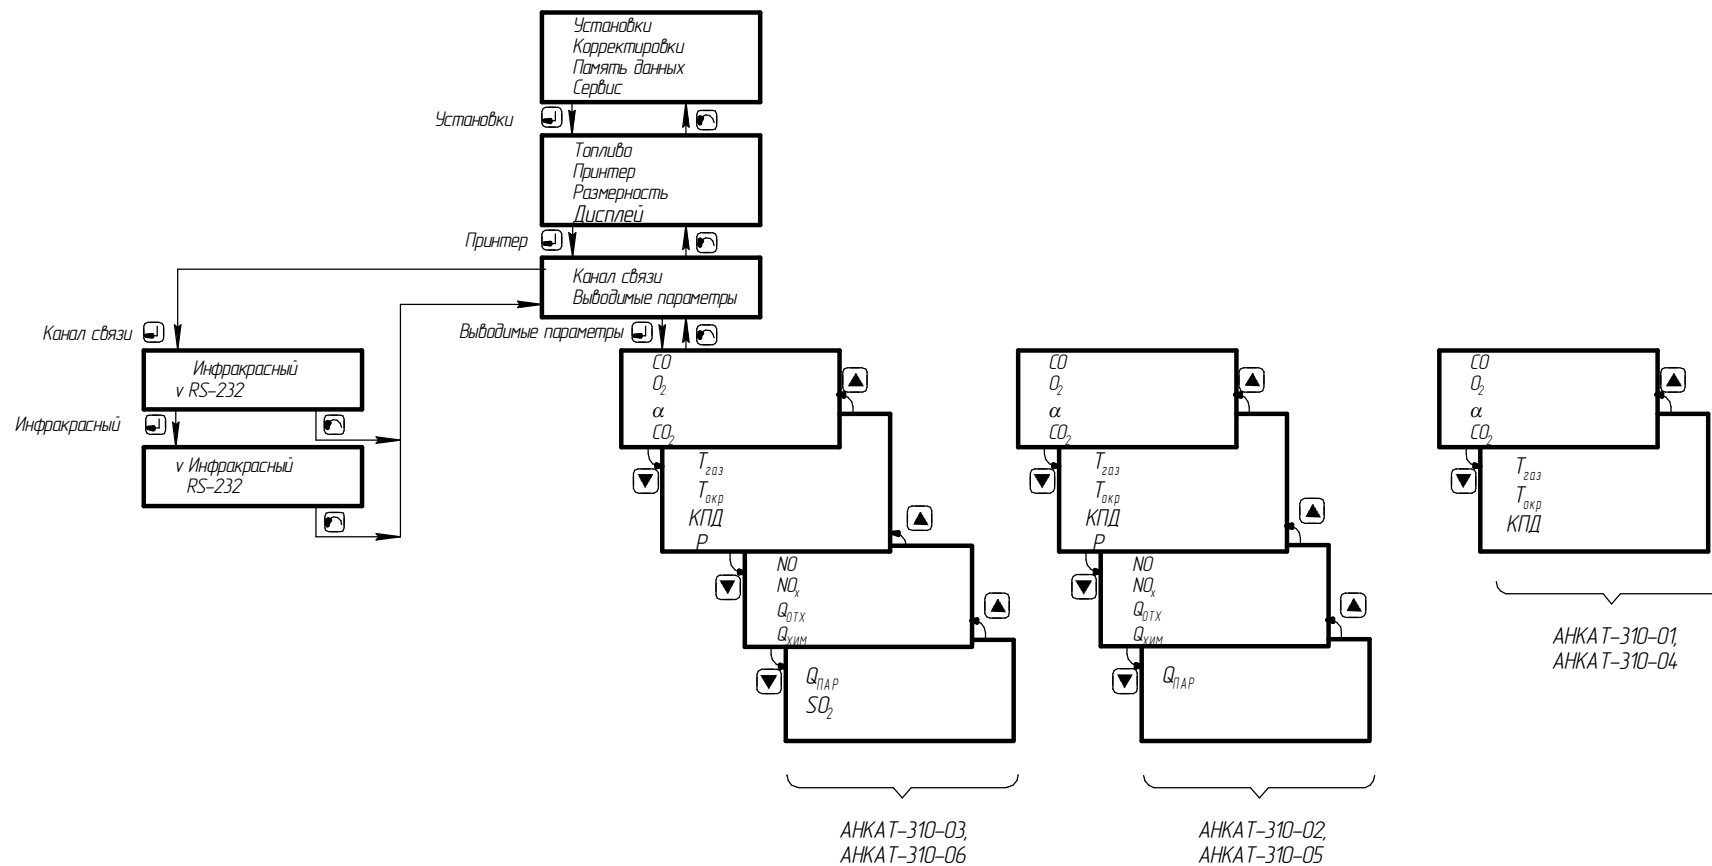 Установки
Корректировки
Память данных
Сервис
Установки
Топливо
Принтер
Размерность
Дисплей
Принтер
Канал связи
Выводимые параметры
Канал связи
Выводимые параметры
Инфракрасный
v RS-232
Инфракрасный
v Инфракрасный
RS-232
CO
O₂
α
CO₂
Tгаз
Tокр
КПД
P
NO
NOₓ
QОТХ
QХИМ
QПАР
SO₂
АНКАТ-310-03,
АНКАТ-310-06
CO
O₂
α
CO₂
Tгаз
Tокр
КПД
P
NO
NOₓ
QОТХ
QХИМ
QПАР
АНКАТ-310-02,
АНКАТ-310-05
CO
O₂
α
CO₂
Tгаз
Tокр
КПД
АНКАТ-310-01,
АНКАТ-310-04